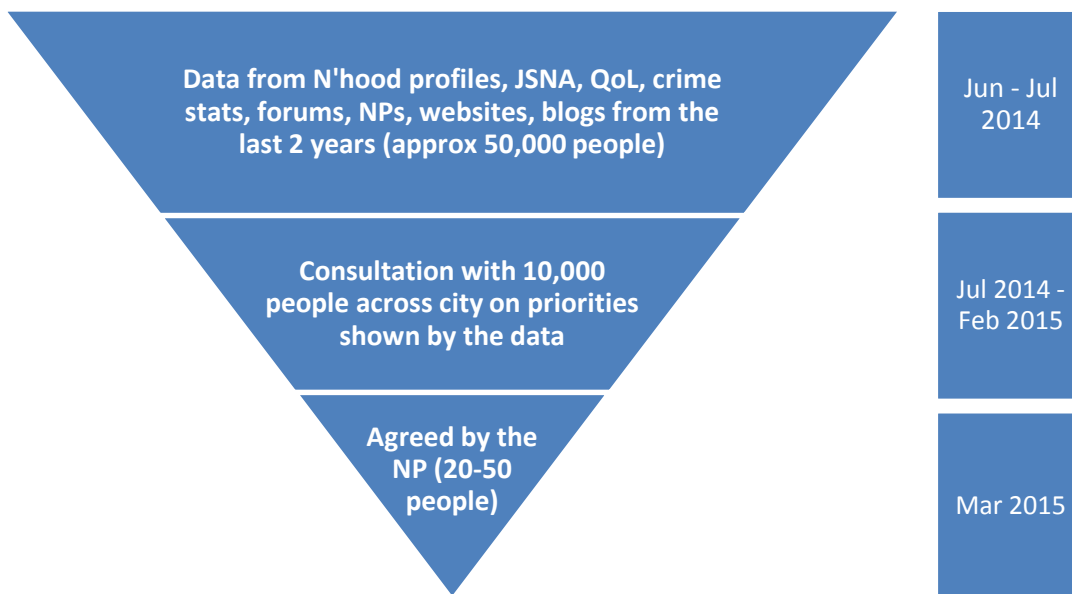 Data from N'hood profiles, JSNA, QoL, crime
stats, forums, NPs, websites, blogs from the
last 2 years (approx 50,000 people)
Jun - Jul
2014
Consultation with 10,000
people across city on priorities
shown by the data
Jul 2014 -
Feb 2015
Agreed by the
NP (20-50
people)
Mar 2015